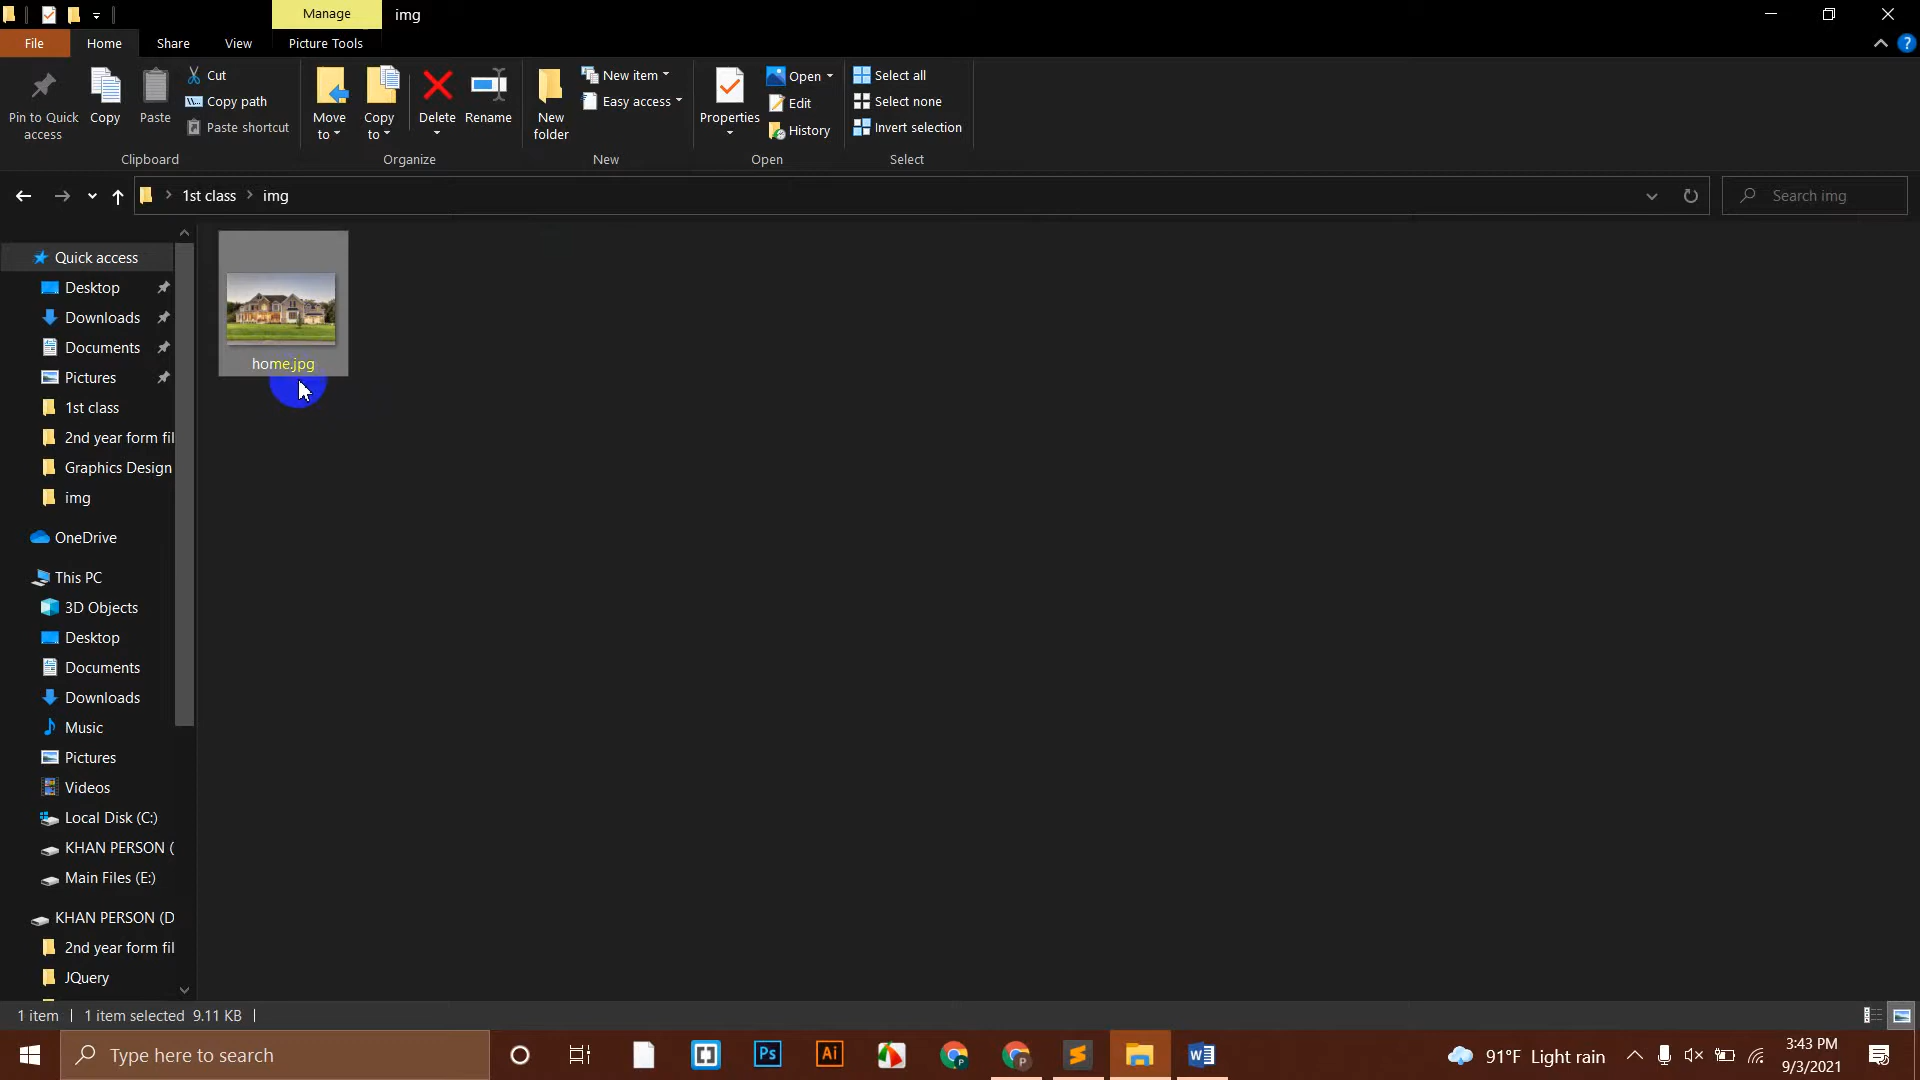 Manage
img
File
Home
Share
View
Picture Tools
Pin to Quick access
Copy
Paste
Cut
Copy path
Paste shortcut
Clipboard
Move to
Copy to
Delete
Rename
Organize
New folder
New item
Easy access
New
Properties
Open
Edit
History
Open
Select all
Select none
Invert selection
Select
1st class
img
Search img
Quick access
Desktop
Downloads
Documents
Pictures
1st class
2nd year form fil
Graphics Design
img
OneDrive
This PC
3D Objects
Desktop
Documents
Downloads
Music
Pictures
Videos
Local Disk (C:)
KHAN PERSON (
Main Files (E:)
KHAN PERSON (D
2nd year form fil
JQuery
home.jpg
1 item
1 item selected 9.11 KB
Type here to search
Ps
Ai
91°F Light rain
3:43 PM
9/3/2021